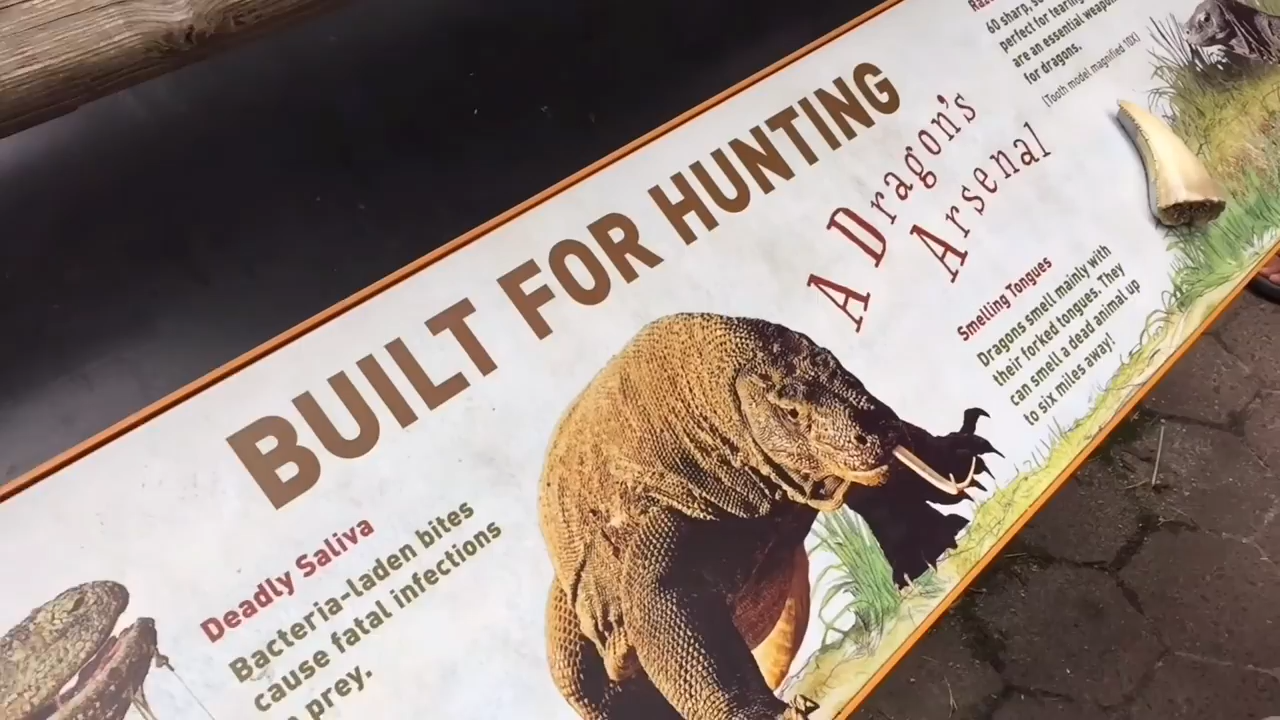 BUILT FOR HUNTING
A Dragon's
Arsenal
60 sharp,
perfect for tearing
are an essential weapon
for dragons.
(Tooth model magnified 10X)
Smelling Tongues
Dragons smell mainly with
their forked tongues. They
can smell a dead animal up
to six miles away!
Deadly Saliva
Bacteria-laden bites
cause fatal infections
prey.